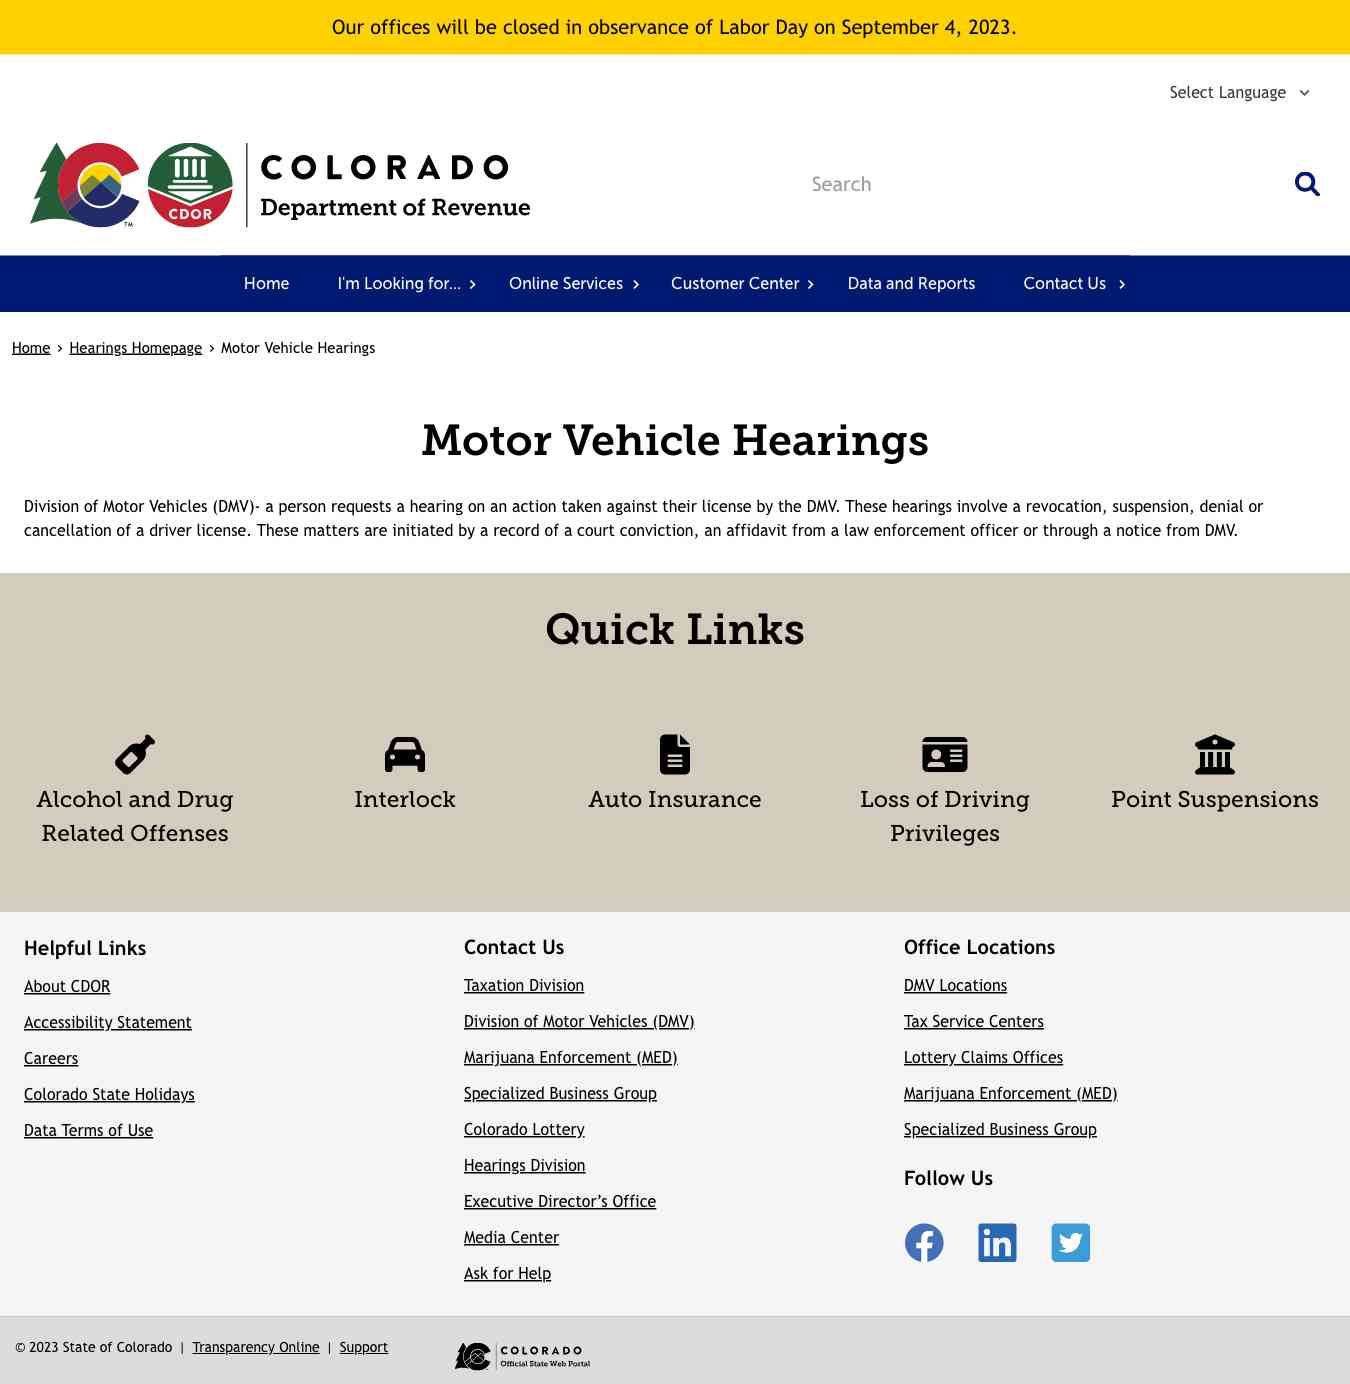 Our offices will be closed in observance of Labor Day on September 4, 2023.
Select Language
CDOR
TM
COLORADO
Department of Revenue
Search
Home I'm Looking for... Online Services Customer Center Data and Reports Contact Us
Home › Hearings Homepage › Motor Vehicle Hearings
Motor Vehicle Hearings
Division of Motor Vehicles (DMV)- a person requests a hearing on an action taken against their license by the DMV. These hearings involve a revocation, suspension, denial or
cancellation of a driver license. These matters are initiated by a record of a court conviction, an affidavit from a law enforcement officer or through a notice from DMV.
Quick Links
Alcohol and Drug
Related Offenses
Interlock
Auto Insurance
Loss of Driving
Privileges
Point Suspensions
Helpful Links
About CDOR
Accessibility Statement
Careers
Colorado State Holidays
Data Terms of Use
Contact Us
Taxation Division
Division of Motor Vehicles (DMV)
Marijuana Enforcement (MED)
Specialized Business Group
Colorado Lottery
Hearings Division
Executive Director’s Office
Media Center
Ask for Help
Office Locations
DMV Locations
Tax Service Centers
Lottery Claims Offices
Marijuana Enforcement (MED)
Specialized Business Group
Follow Us
© 2023 State of Colorado | Transparency Online | Support
COLORADO
Official State Web Portal